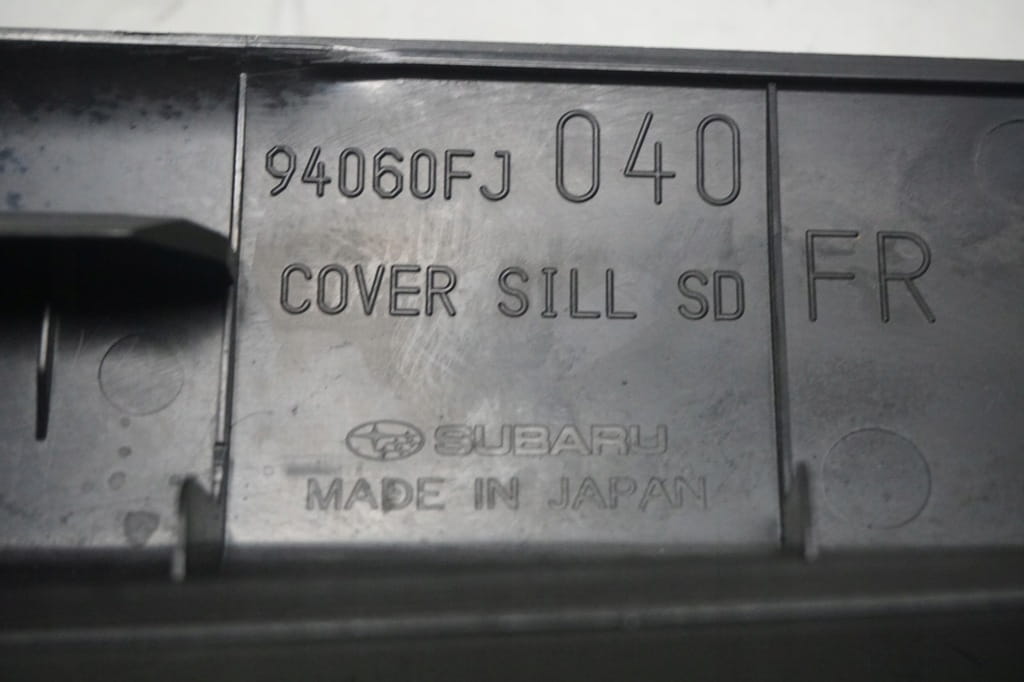 94060FJ 040
COVER SILL SD
FR
SUBARU
MADE IN JAPAN